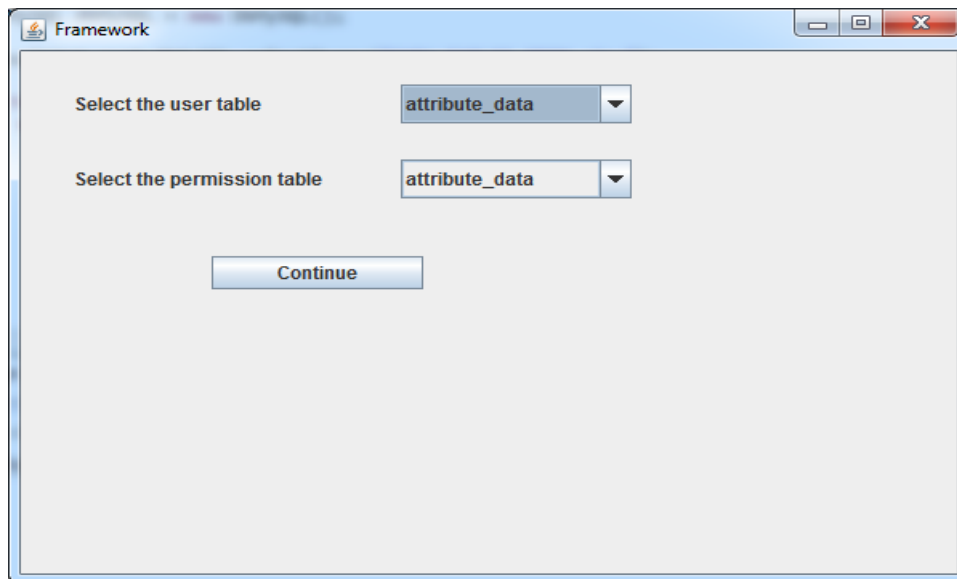 Framework
Select the user table attribute_data
Select the permission table attribute_data
Continue